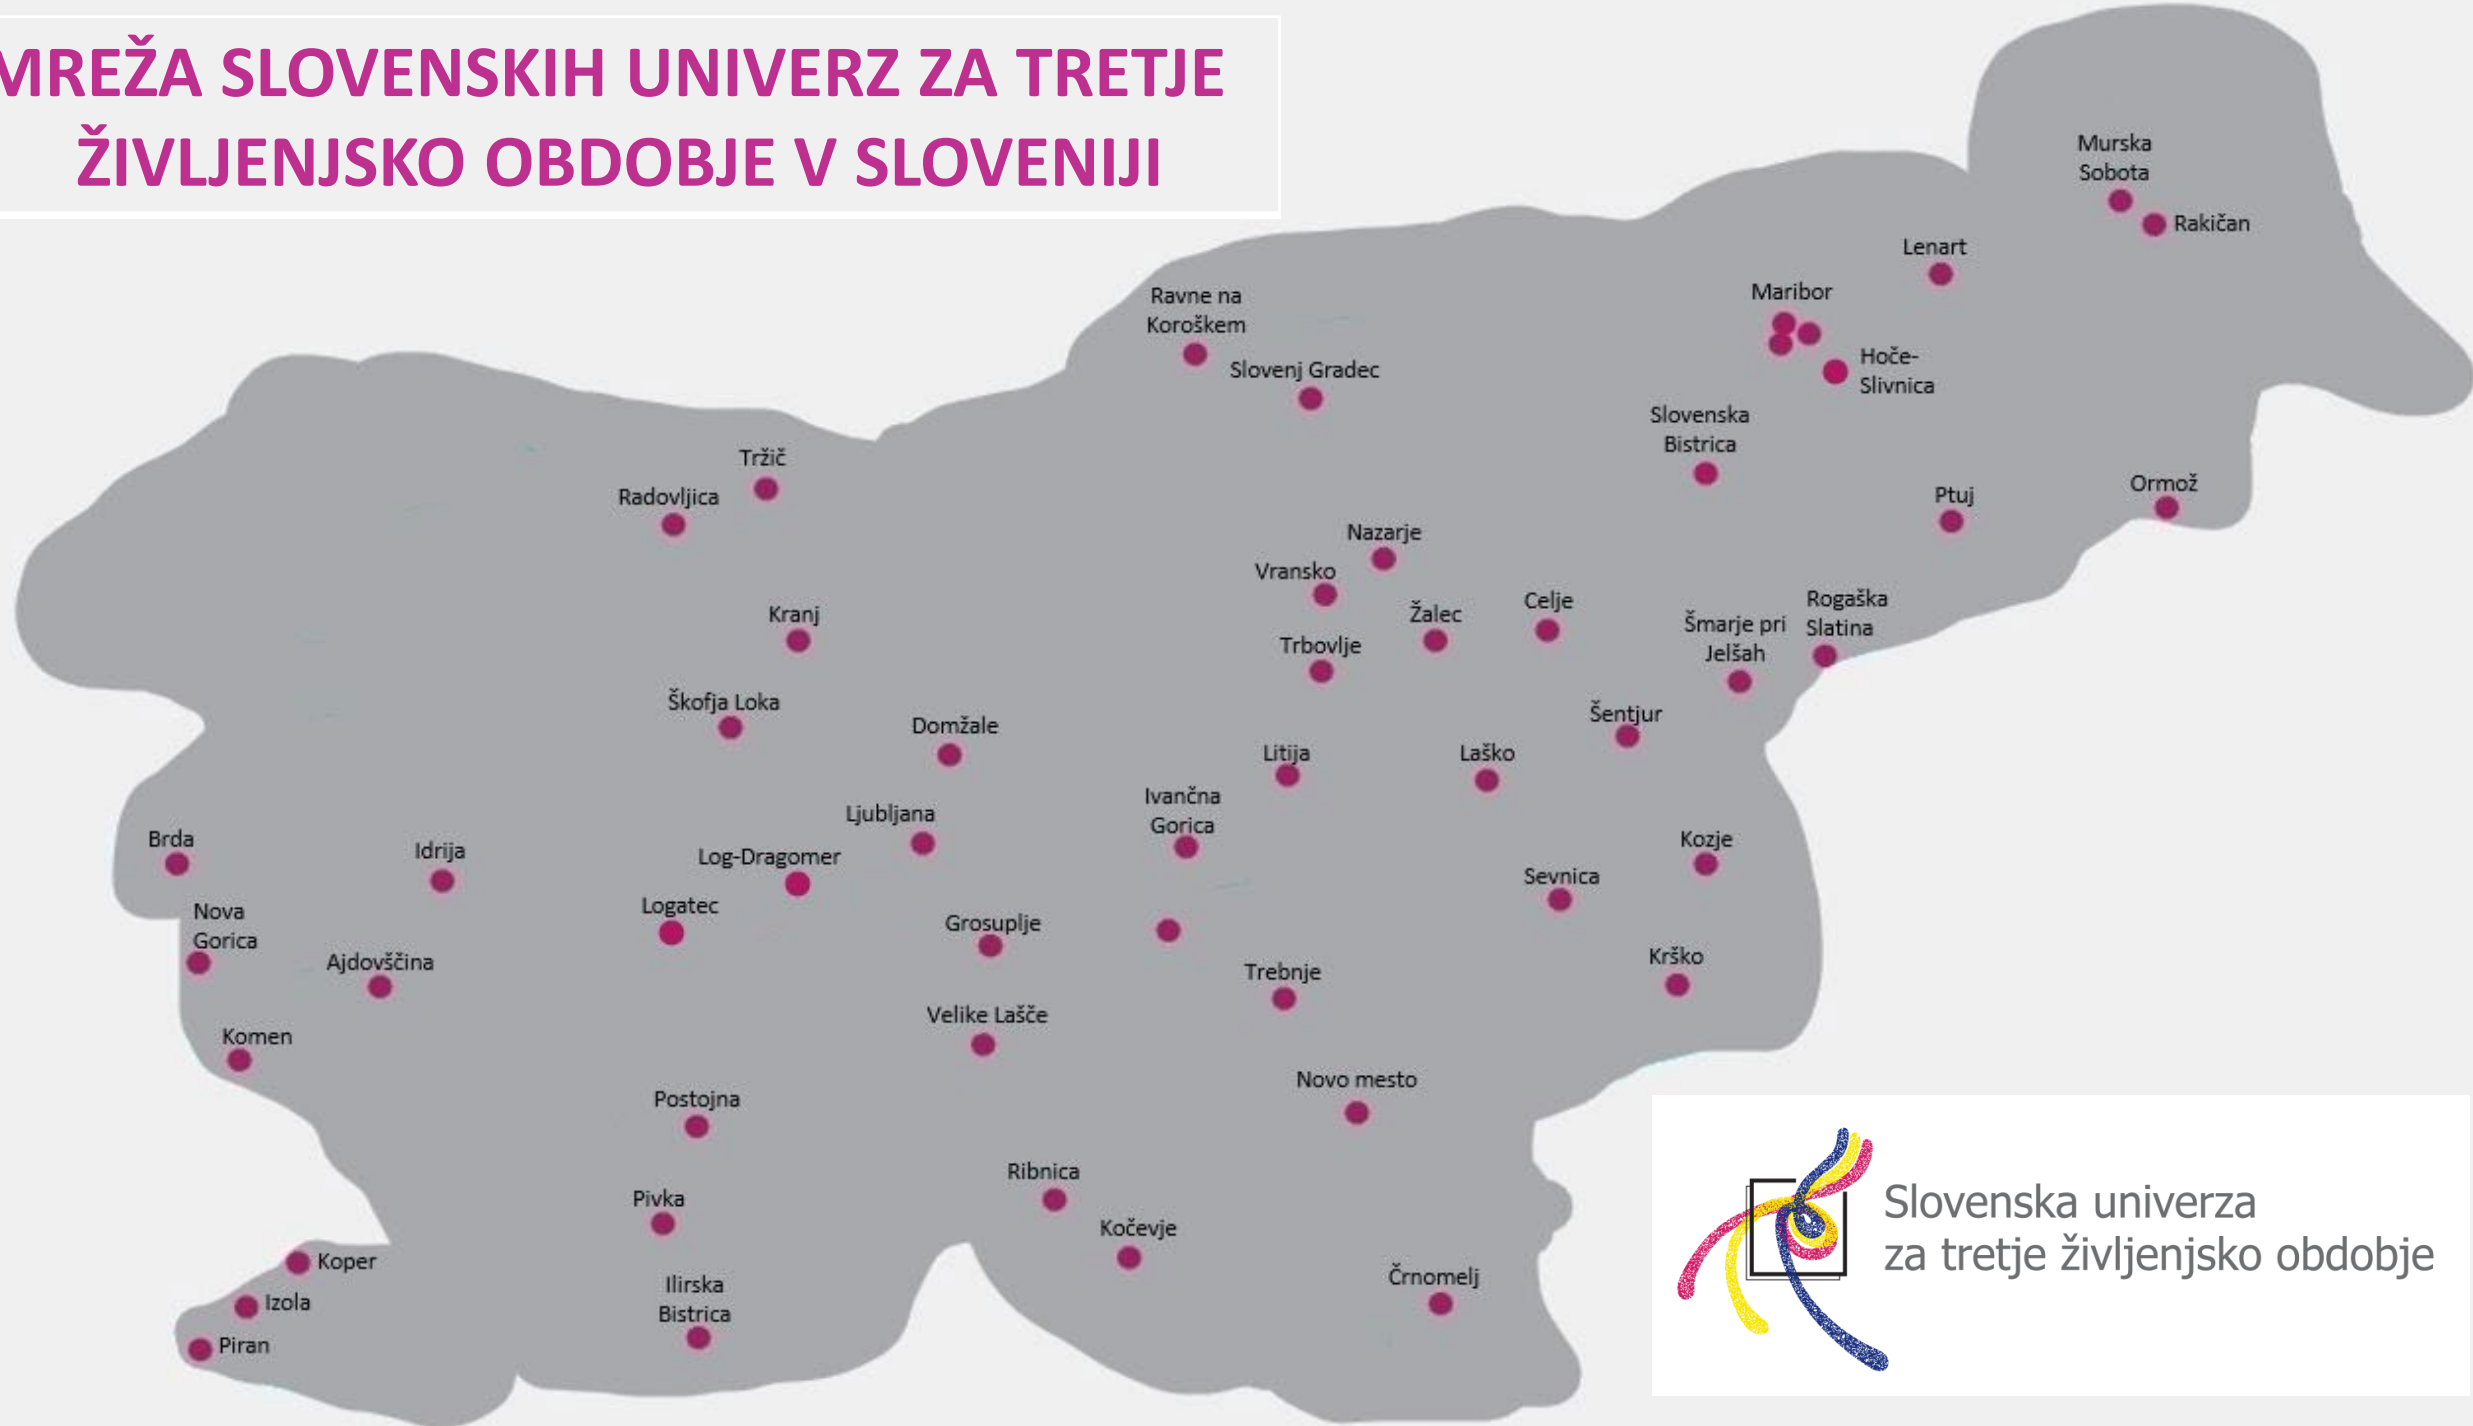 MREŽA SLOVENSKIH UNIVERZ ZA TRETJE
ŽIVLJENJSKO OBDOBJE V SLOVENIJI
Murska
Sobota
Rakičan
Lenart
Maribor
Hoče-
Slivnica
Ravne na
Koroškem
Slovenj Gradec
Slovenska
Bistrica
Ptuj
Ormož
Tržič
Radovljica
Nazarje
Vransko
Žalec
Celje
Rogaška
Slatina
Šmarje pri
Jelšah
Kranj
Trbovlje
Škofja Loka
Domžale
Šentjur
Litija
Laško
Ivančna
Gorica
Ljubljana
Log-Dragomer
Brda
Idrija
Kozje
Sevnica
Nova
Gorica
Logatec
Grosuplje
Ajdovščina
Trebnje
Krško
Komen
Velike Lašče
Novo mesto
Postojna
Ribnica
Pivka
Kočevje
Koper
Izola
Piran
Ilirska
Bistrica
Črnomelj
Slovenska univerza
za tretje življenjsko obdobje